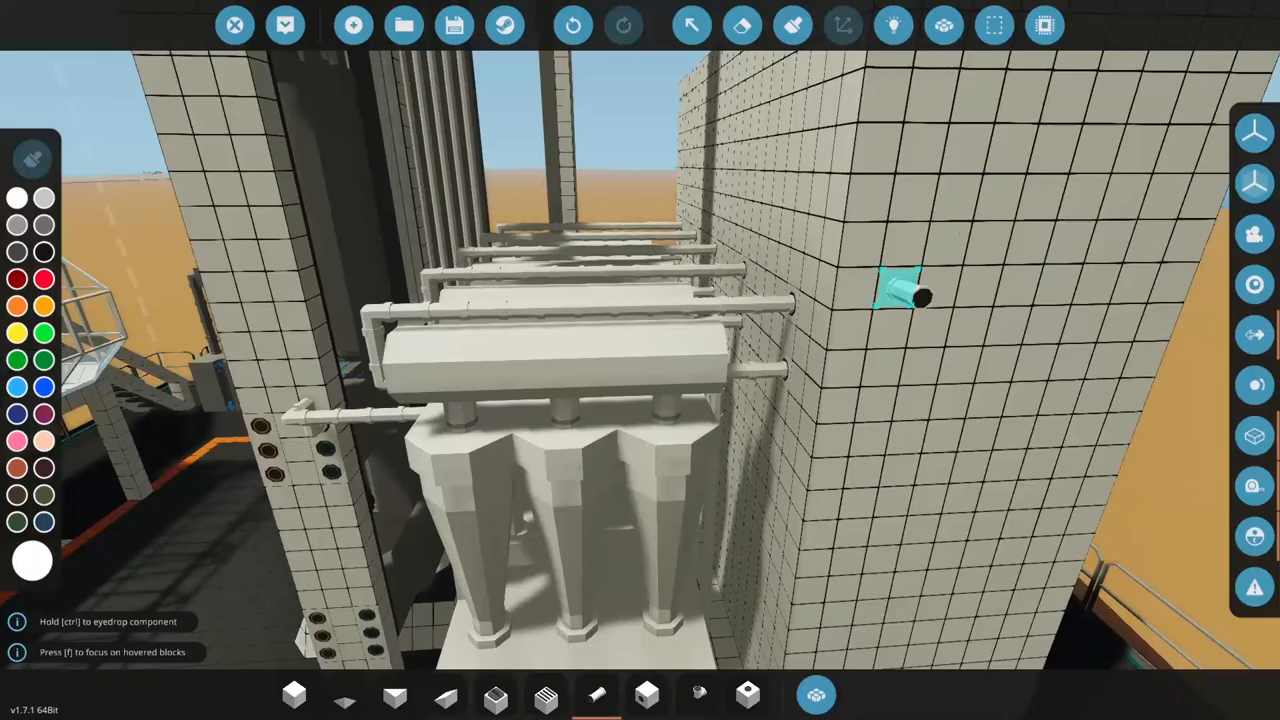 Hold [ctrl] to eyedrop component
Press [f] to focus on hovered blocks
v1.7.1 64Bit